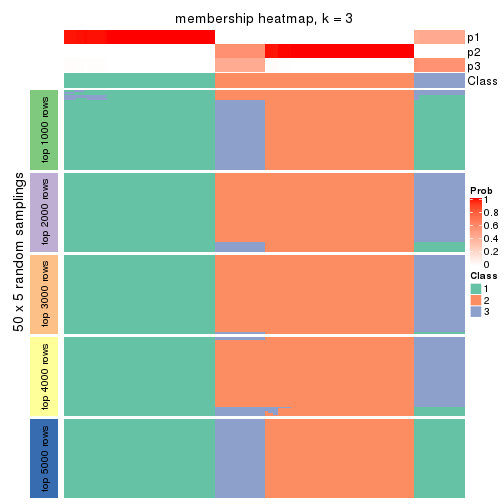 membership heatmap, k = 3
p1
p2
p3
Class
50 x 5 random samplings
top 1000 rows
top 2000 rows
top 3000 rows
top 4000 rows
top 5000 rows
Prob
1
0.8
0.6
0.4
0.2
0
Class
1
2
3